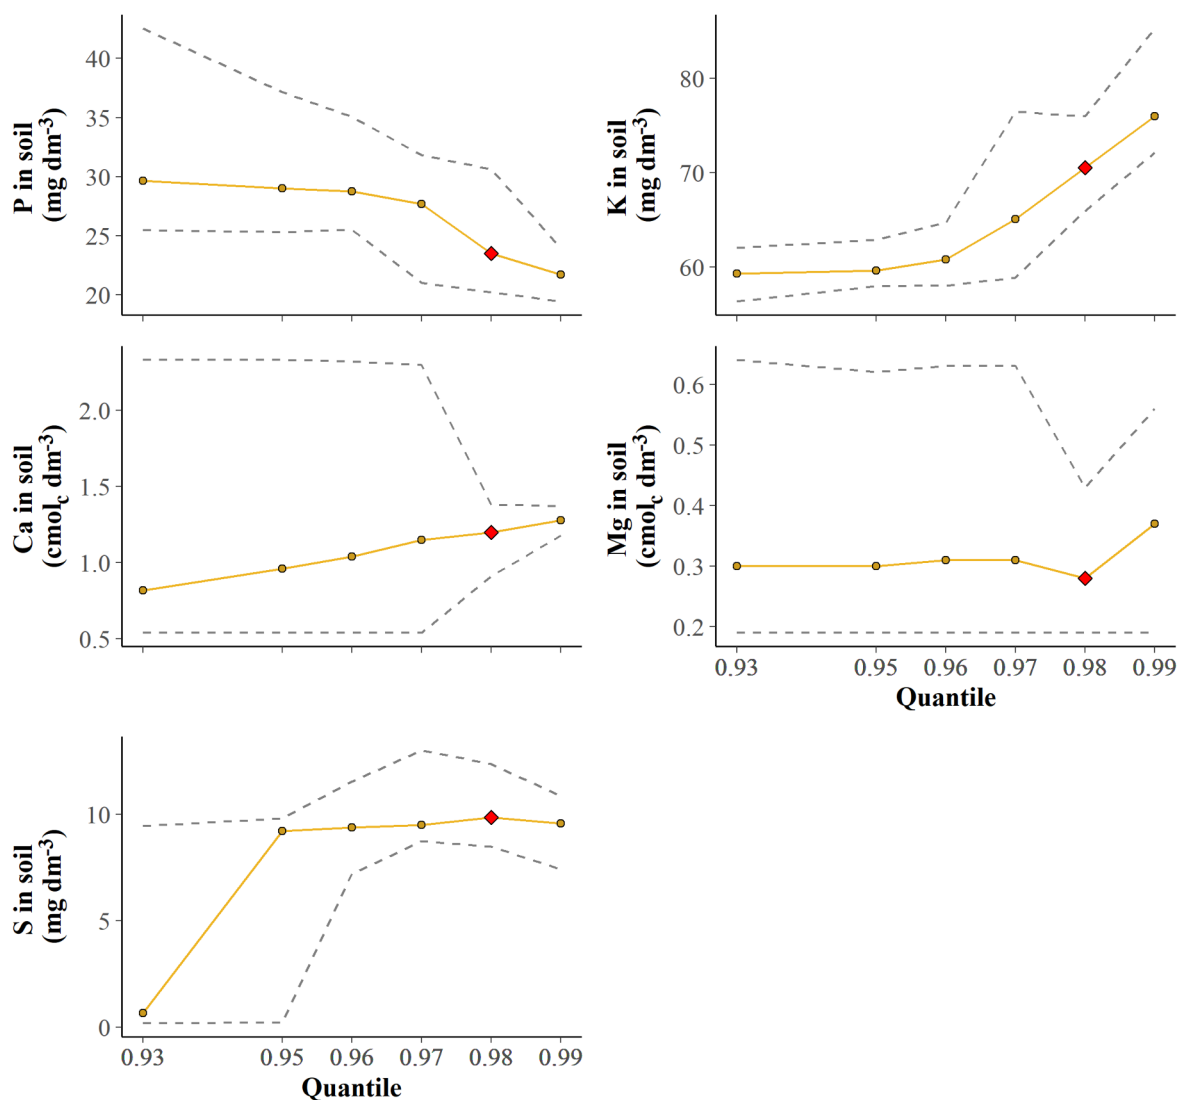 P in soil
(mg dm-3)
40
35
30
25
20
K in soil
(mg dm-3)
80
70
60
Ca in soil
(cmolc dm-3)
2.0
1.5
1.0
0.5
Mg in soil
(cmolc dm-3)
0.6
0.5
0.4
0.3
0.2
0.93 0.95 0.96 0.97 0.98 0.99
Quantile
S in soil
(mg dm-3)
10
5
0
0.93 0.95 0.96 0.97 0.98 0.99
Quantile